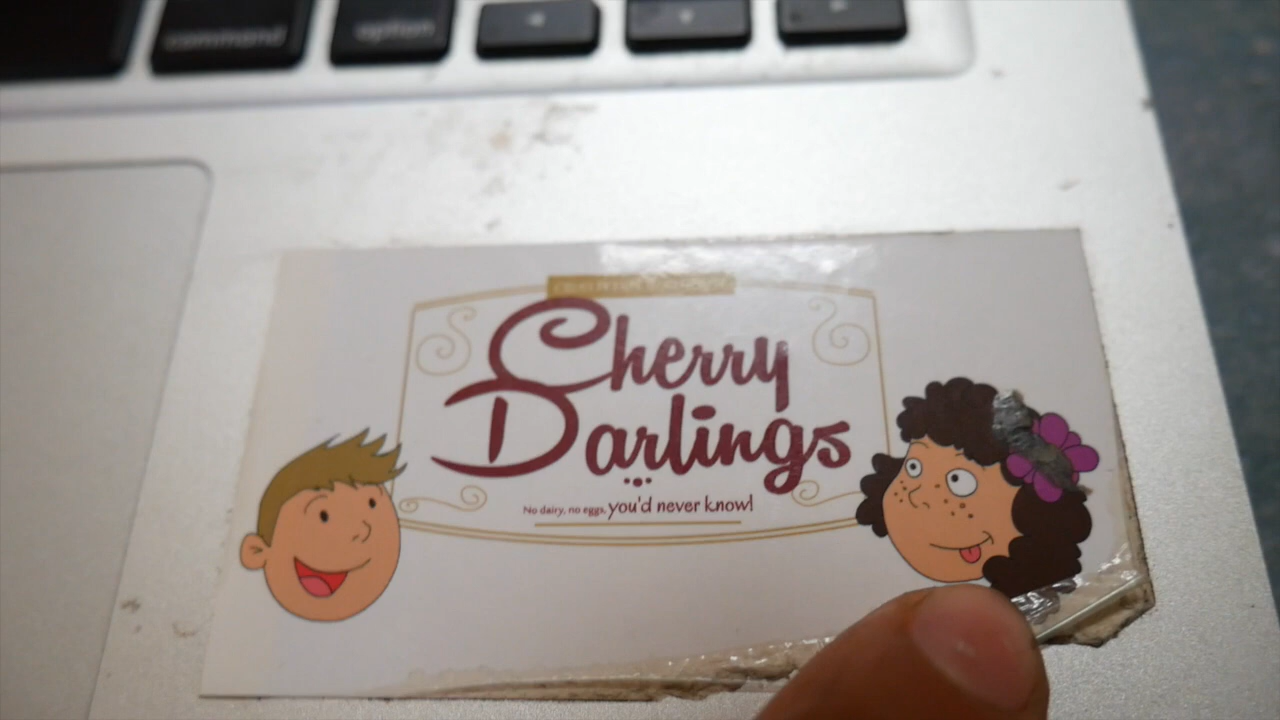 command option
Cherry
Darlings
No dairy, no eggs, you'd never know!